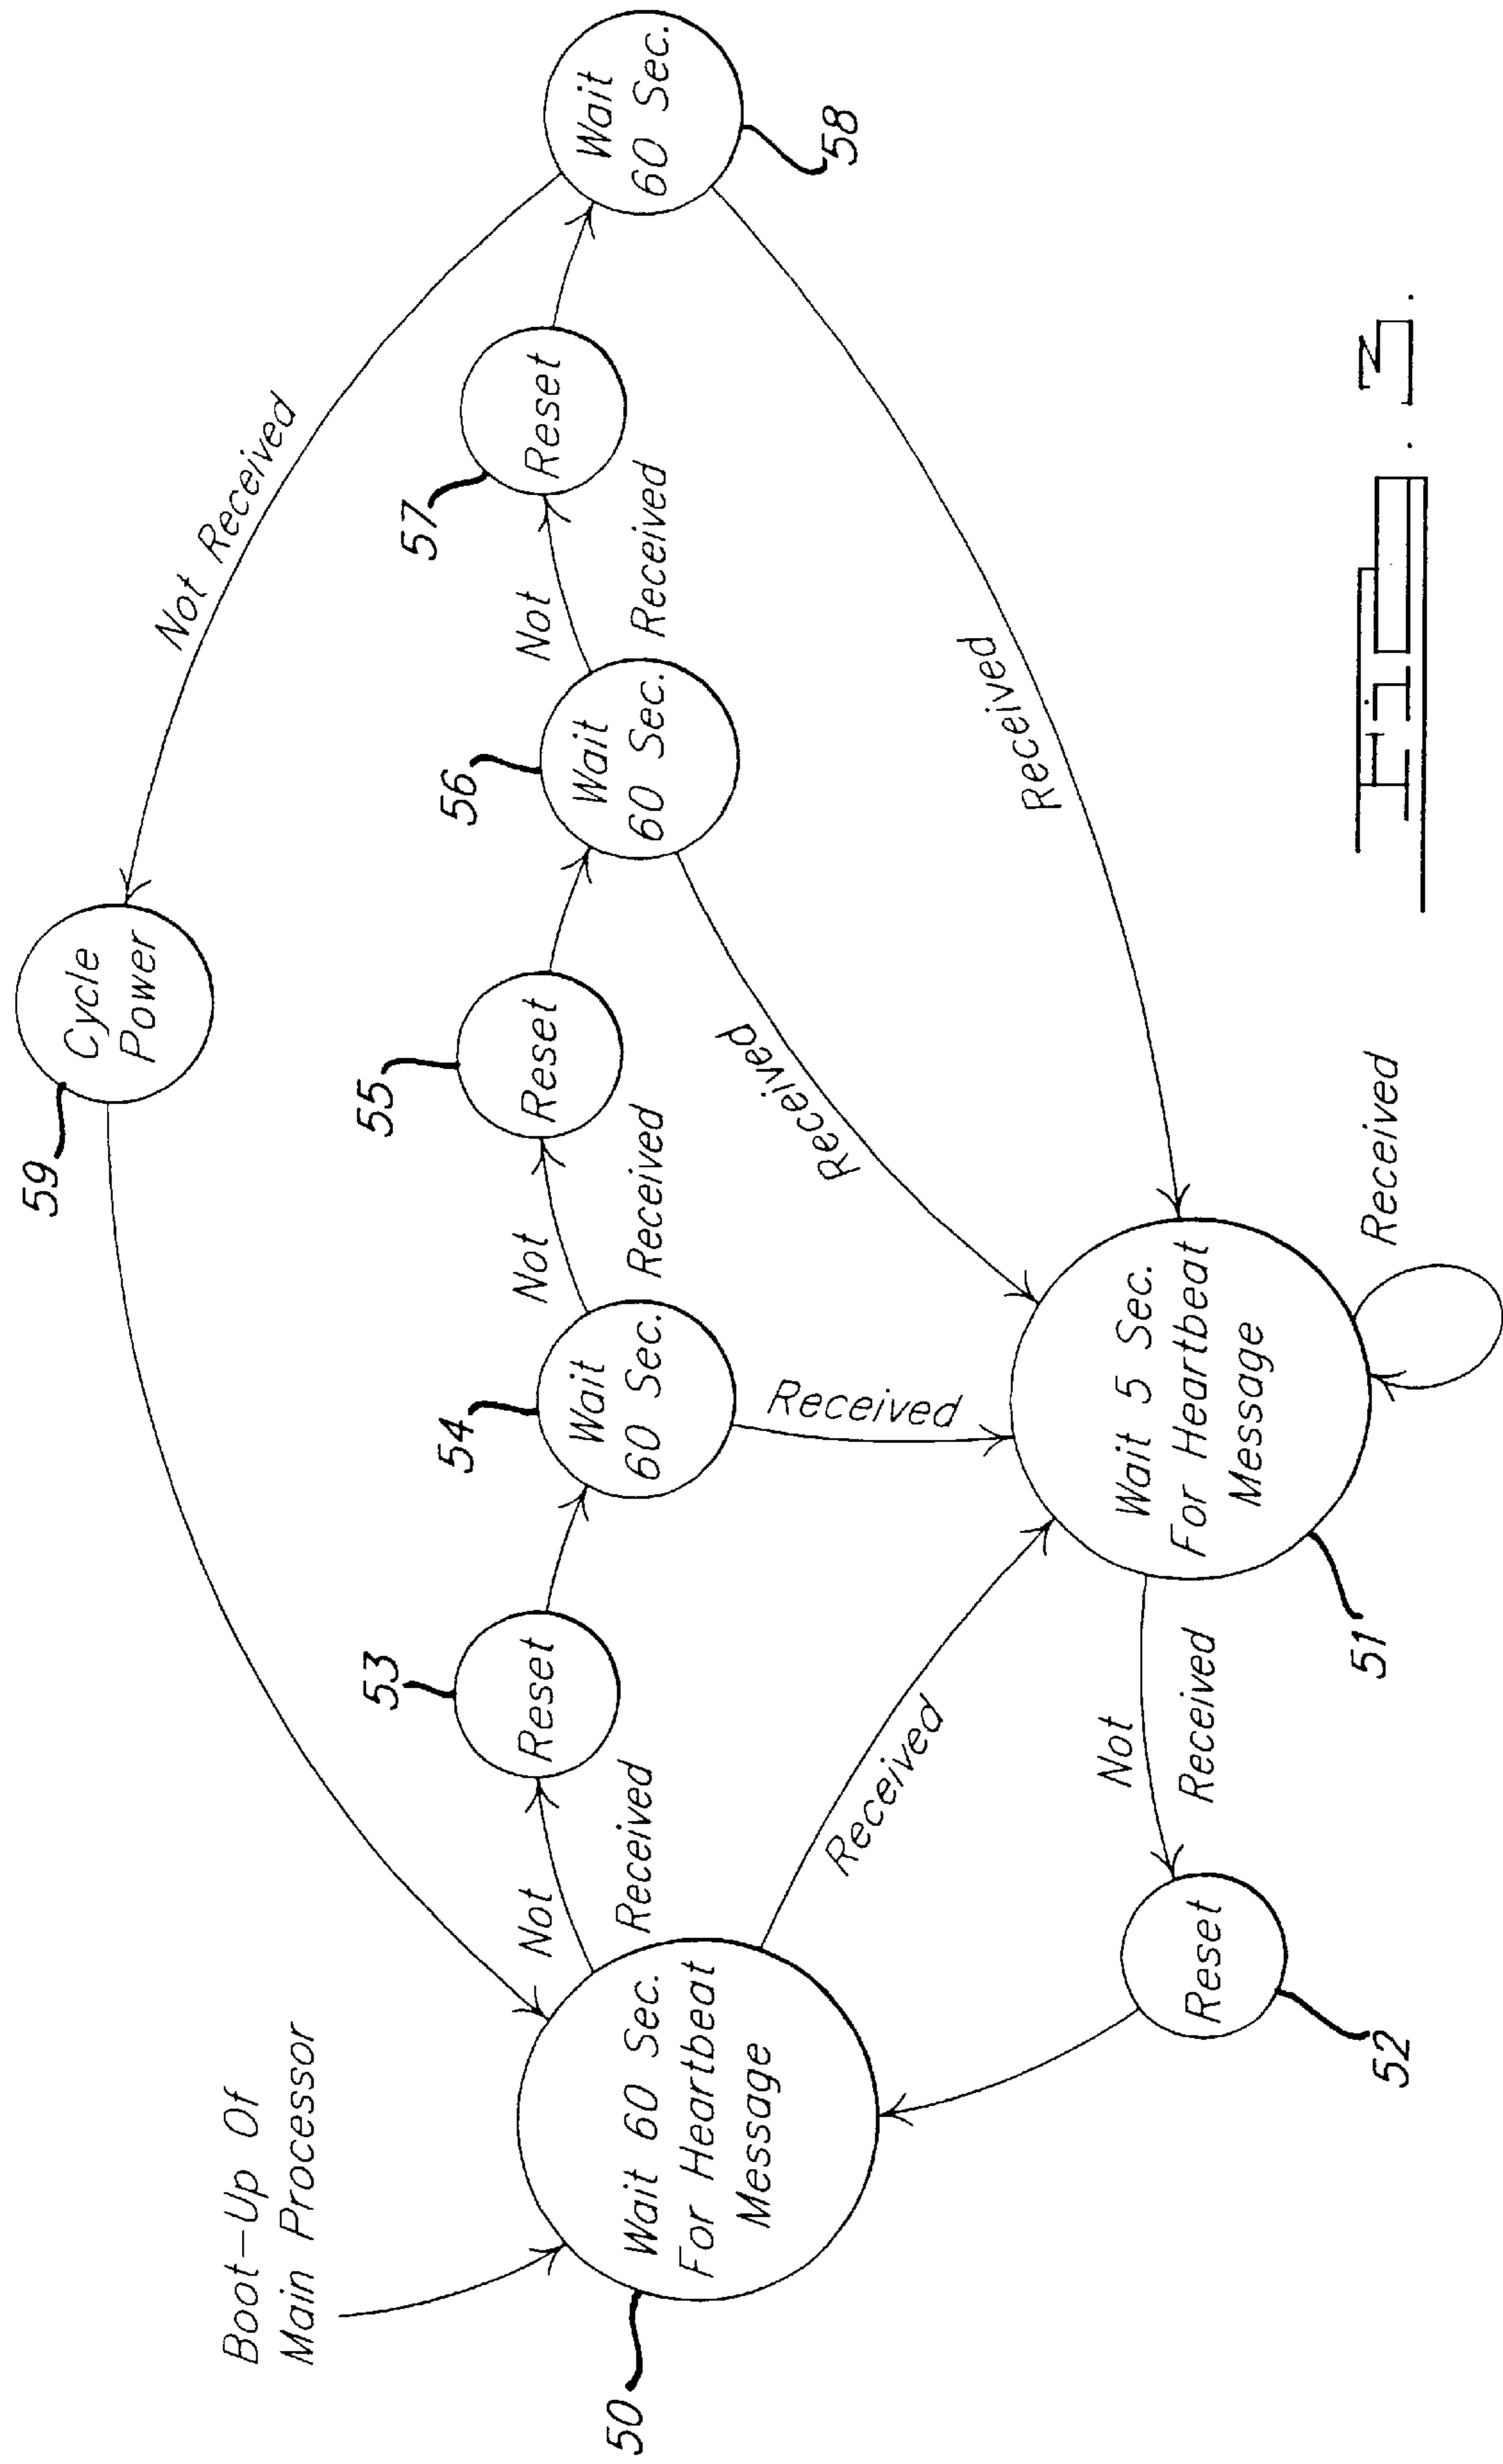 Boot-Up Of
Main Processor
59
Cycle
Power
Not Received
50
Wait 60 Sec.
For Heartbeat
Message
Not
Received
53
Reset
54
Wait
60 Sec.
Not
Received
55
Reset
56
Wait
60 Sec.
Not
Received
57
Reset
58
Wait
60 Sec.
Received
Received
Received
Received
52
Reset
Not
Received
51
Wait 5 Sec.
For Heartbeat
Message
Received
Fig. 3.